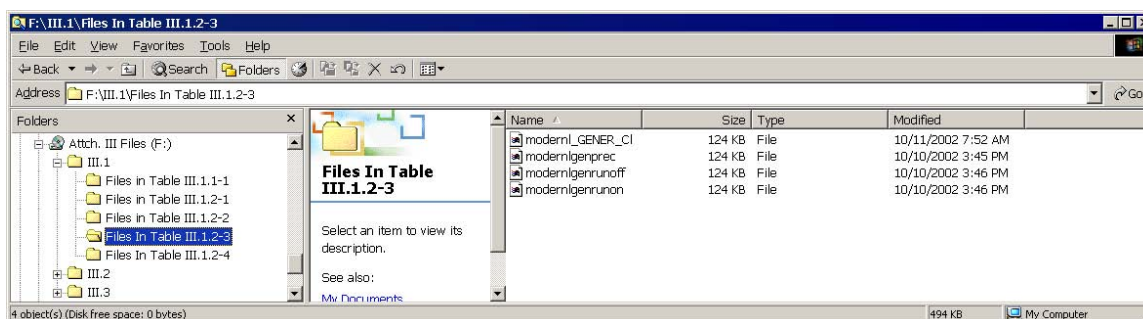 F:\III.1\Files In Table III.1.2-3
File Edit View Favorites Tools Help
Back Search Folders
Address F:\III.1\Files In Table III.1.2-3 Go
Folders
Attch. III Files (F:)
III.1
Files in Table III.1.1-1
Files in Table III.1.2-1
Files in Table III.1.2-2
Files In Table III.1.2-3
Files In Table III.1.2-4
III.2
III.3
Files In Table
III.1.2-3
Select an item to view its
description.
See also:
My Documents
Name Size Type Modified
modernl_GENER_Cl 124 KB File 10/11/2002 7:52 AM
modernlgenprec 124 KB File 10/10/2002 3:45 PM
modernlgenrunoff 124 KB File 10/10/2002 3:46 PM
modernlgenrunon 124 KB File 10/10/2002 3:46 PM
4 object(s) (Disk free space: 0 bytes) 494 KB My Computer